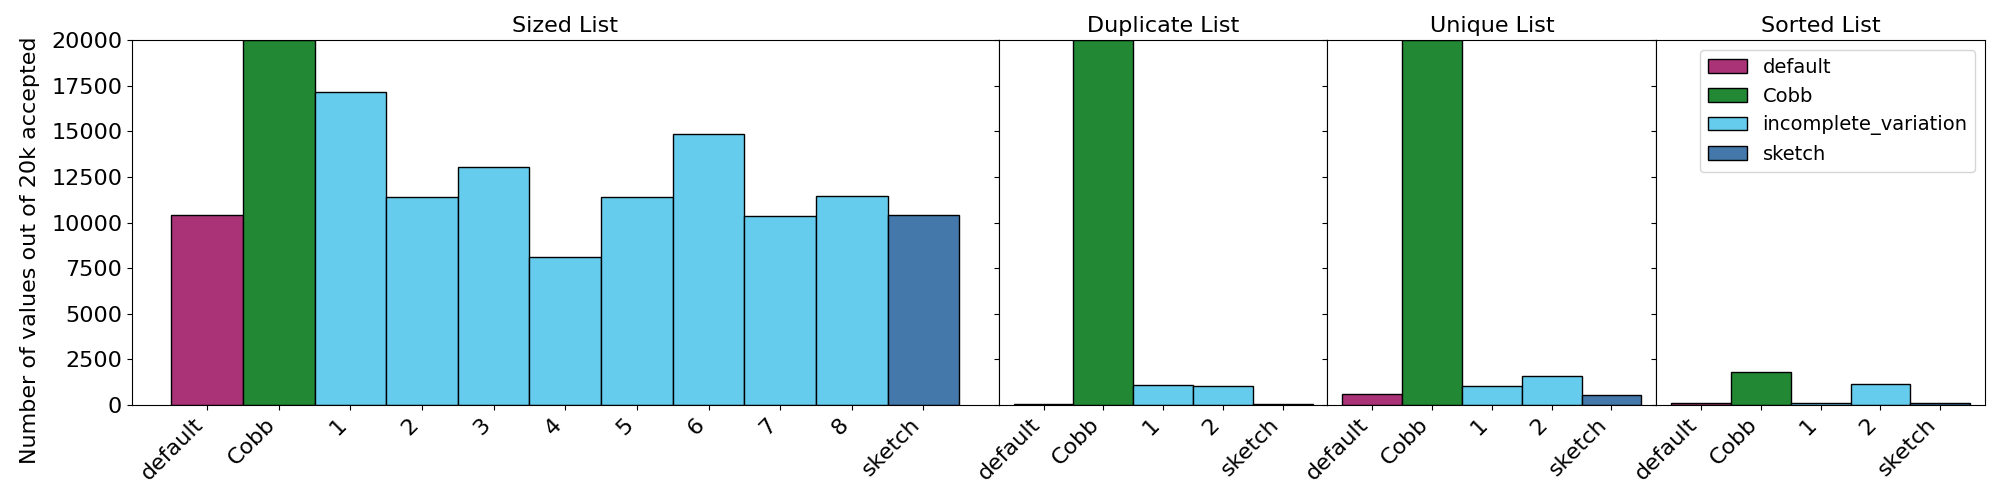 Sized List
Duplicate List
Unique List
Sorted List
Number of values out of 20k accepted
20000
17500
15000
12500
10000
7500
5000
2500
0
default
Cobb
incomplete_variation
sketch
default Cobb 1 2 3 4 5 6 7 8 sketch
default Cobb 1 2 sketch
default Cobb 1 2 sketch
default Cobb 1 2 sketch